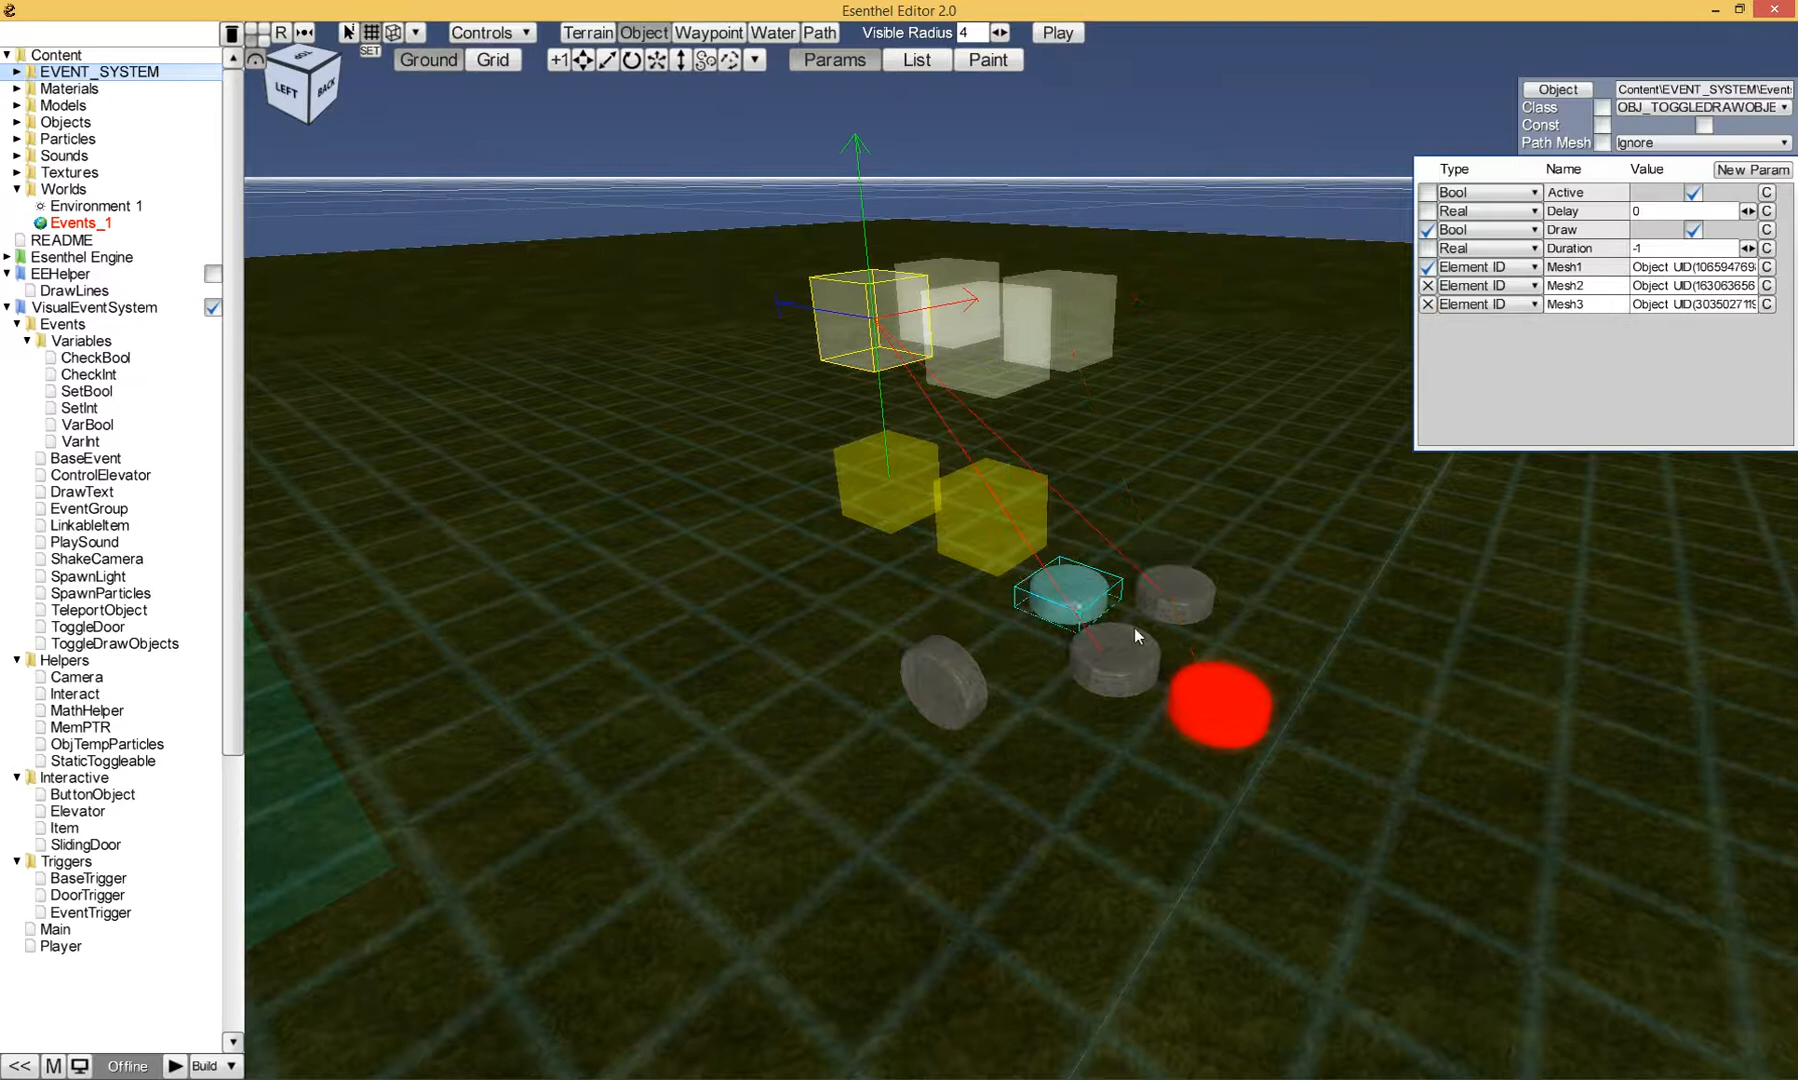 Esenthel Editor 2.0
R
Controls
Terrain Object Waypoint Water Path
Visible Radius 4
Play
SET
Ground Grid
+1
Params List Paint
LEFT
BACK
TOP
Content
EVENT_SYSTEM
Materials
Models
Objects
Particles
Sounds
Textures
Worlds
Environment 1
Events_1
README
Esenthel Engine
EEHelper
DrawLines
VisualEventSystem
Events
Variables
CheckBool
CheckInt
SetBool
SetInt
VarBool
VarInt
BaseEvent
ControlElevator
DrawText
EventGroup
LinkableItem
PlaySound
ShakeCamera
SpawnLight
SpawnParticles
TeleportObject
ToggleDoor
ToggleDrawObjects
Helpers
Camera
Interact
MathHelper
MemPTR
ObjTempParticles
StaticToggleable
Interactive
ButtonObject
Elevator
Item
SlidingDoor
Triggers
BaseTrigger
DoorTrigger
EventTrigger
Main
Player
<< M Offline Build
Object Content\EVENT_SYSTEM\Event
Class OBJ_TOGGLEDRAWOBJE
Const
Path Mesh Ignore
Type Name Value New Param
Bool Active C
Real Delay 0 C
Bool Draw C
Real Duration -1 C
Element ID Mesh1 Object UID(106594769 C
Element ID Mesh2 Object UID(163063656 C
Element ID Mesh3 Object UID(303502711 C